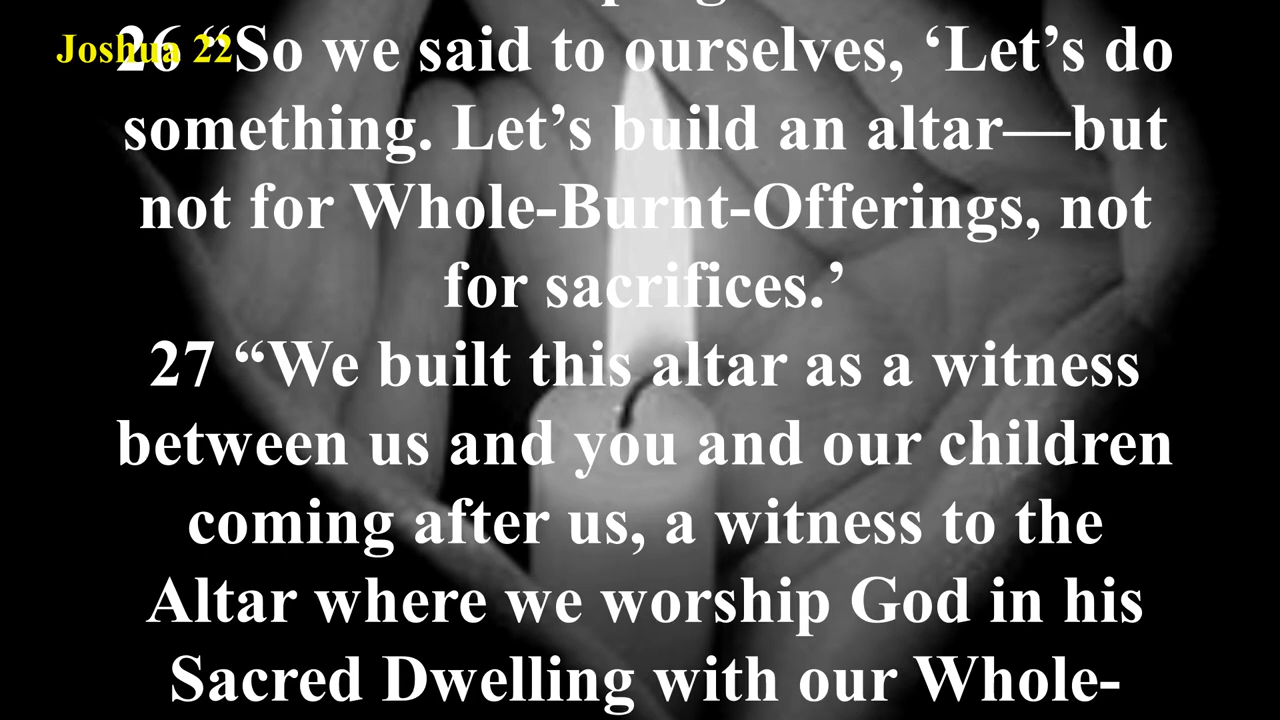 Joshua 22
26 “So we said to ourselves, ‘Let’s do
something. Let’s build an altar—but
not for Whole-Burnt-Offerings, not
for sacrifices.’
27 “We built this altar as a witness
between us and you and our children
coming after us, a witness to the
Altar where we worship God in his
Sacred Dwelling with our Whole-